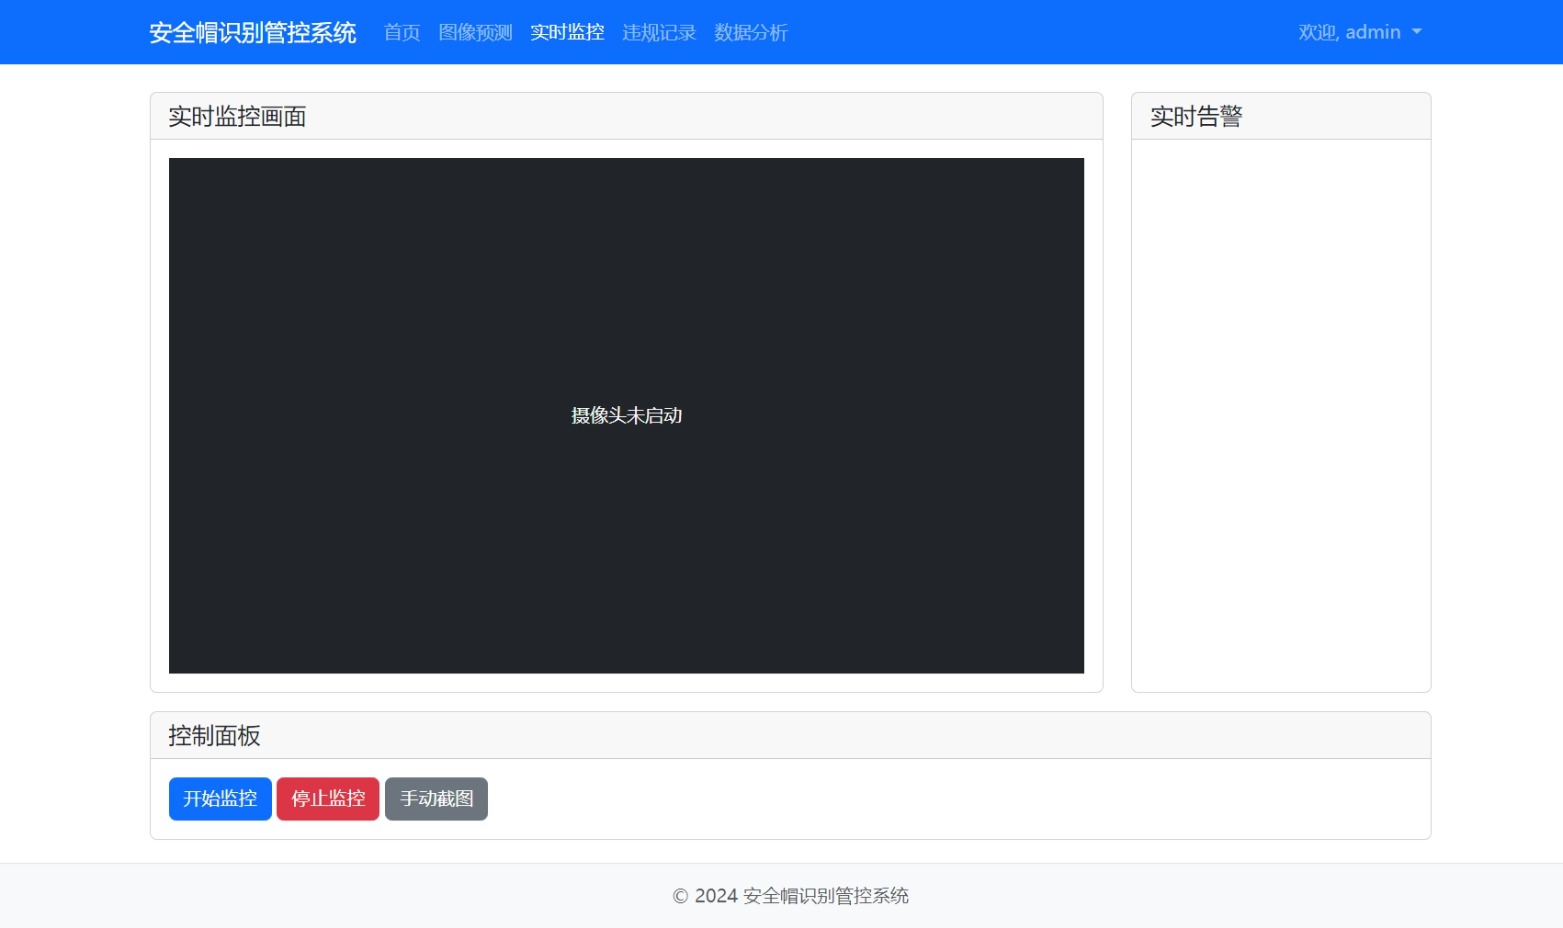 安全帽识别管控系统 首页 图像预测 实时监控 违规记录 数据分析 欢迎, admin
实时监控画面
摄像头未启动
实时告警
控制面板
开始监控 停止监控 手动截图
© 2024 安全帽识别管控系统